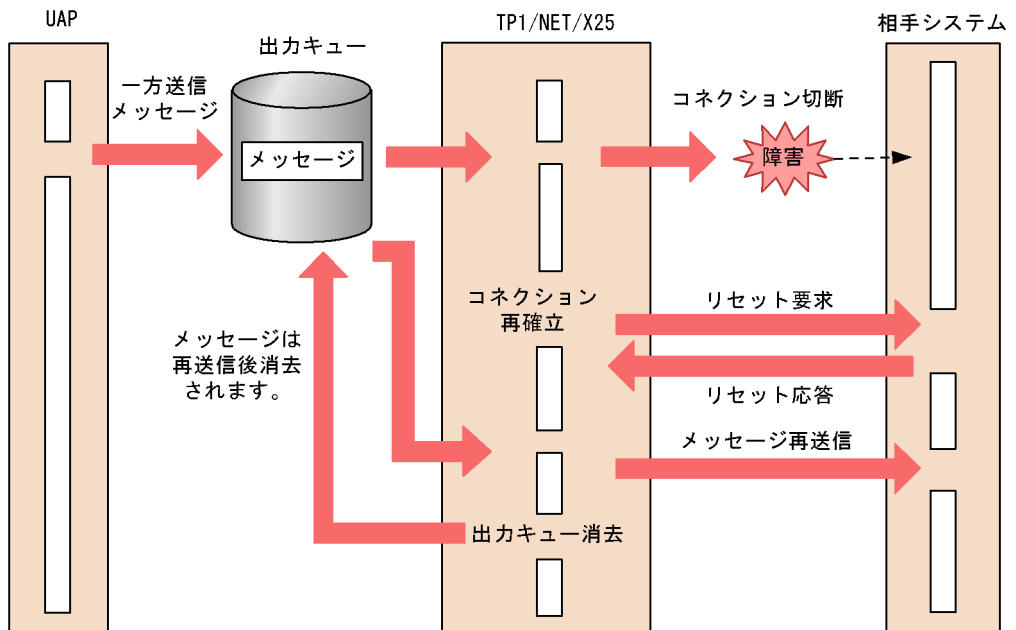 UAP
TP1/NET/X25
相手システム
出力キュー
一方送信
メッセージ
コネクション切断
メッセージ
障害
コネクション
再確立
リセット要求
メッセージは
再送信後消去
されます。
リセット応答
メッセージ再送信
出力キュー消去